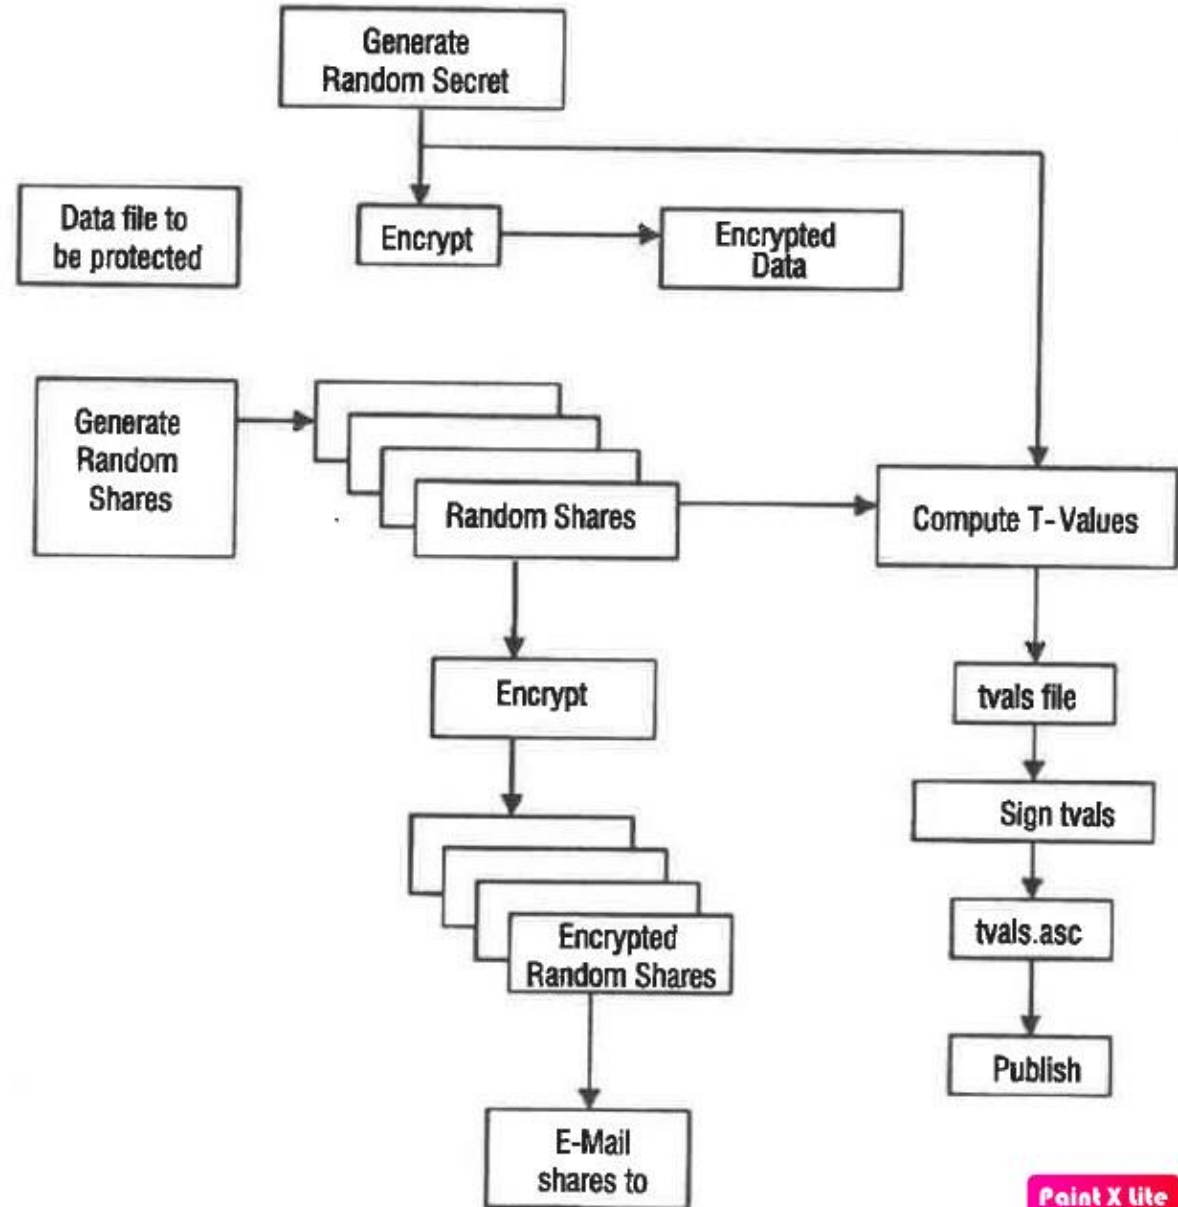 Generate
Random Secret
Data file to
be protected
Encrypt
Encrypted
Data
Generate
Random
Shares
Random Shares
Compute T-Values
Encrypt
tvals file
Sign tvals
Encrypted
Random Shares
tvals.asc
Publish
E-Mail
shares to
Paint X Lite